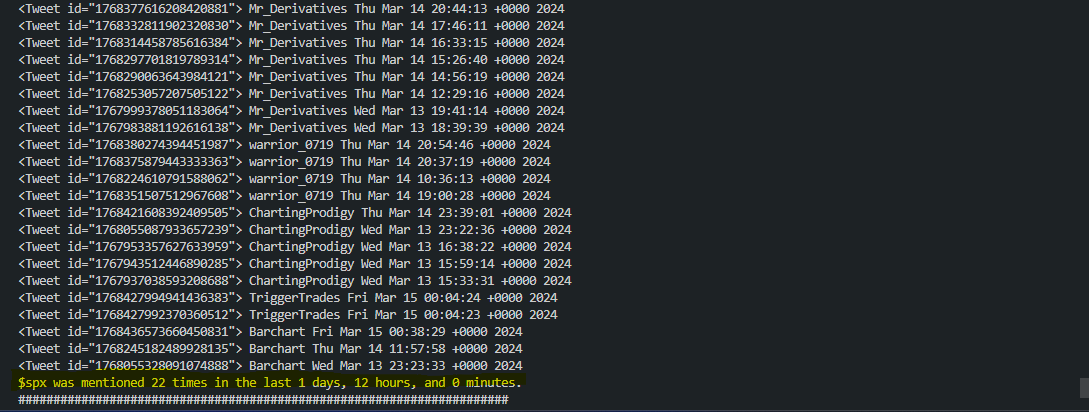 <Tweet id="1768377616208420881"> Mr_Derivatives Thu Mar 14 20:44:13 +0000 2024
<Tweet id="1768332811902320830"> Mr_Derivatives Thu Mar 14 17:46:11 +0000 2024
<Tweet id="1768314458785616384"> Mr_Derivatives Thu Mar 14 16:33:15 +0000 2024
<Tweet id="1768297701819789314"> Mr_Derivatives Thu Mar 14 15:26:40 +0000 2024
<Tweet id="1768290063643984121"> Mr_Derivatives Thu Mar 14 14:56:19 +0000 2024
<Tweet id="1768253057207505122"> Mr_Derivatives Thu Mar 14 12:29:16 +0000 2024
<Tweet id="1767999378051183064"> Mr_Derivatives Wed Mar 13 19:41:14 +0000 2024
<Tweet id="1767983881192616138"> Mr_Derivatives Wed Mar 13 18:39:39 +0000 2024
<Tweet id="1768380274394451987"> warrior_0719 Thu Mar 14 20:54:46 +0000 2024
<Tweet id="1768375879443333363"> warrior_0719 Thu Mar 14 20:37:19 +0000 2024
<Tweet id="1768224610791588062"> warrior_0719 Thu Mar 14 10:36:13 +0000 2024
<Tweet id="1768351507512967608"> warrior_0719 Thu Mar 14 19:00:28 +0000 2024
<Tweet id="1768421608392409505"> ChartingProdigy Thu Mar 14 23:39:01 +0000 2024
<Tweet id="1768055087933657239"> ChartingProdigy Wed Mar 13 23:22:36 +0000 2024
<Tweet id="1767953357627633959"> ChartingProdigy Wed Mar 13 16:38:22 +0000 2024
<Tweet id="1767943512446890285"> ChartingProdigy Wed Mar 13 15:59:14 +0000 2024
<Tweet id="1767937038593208688"> ChartingProdigy Wed Mar 13 15:33:31 +0000 2024
<Tweet id="1768427994941436383"> TriggerTrades Fri Mar 15 00:04:24 +0000 2024
<Tweet id="1768427992370360512"> TriggerTrades Fri Mar 15 00:04:23 +0000 2024
<Tweet id="1768436573660450831"> Barchart Fri Mar 15 00:38:29 +0000 2024
<Tweet id="1768245182489928135"> Barchart Thu Mar 14 11:57:58 +0000 2024
<Tweet id="1768055328091074888"> Barchart Wed Mar 13 23:23:33 +0000 2024
$spx was mentioned 22 times in the last 1 days, 12 hours, and 0 minutes.
######################################################################